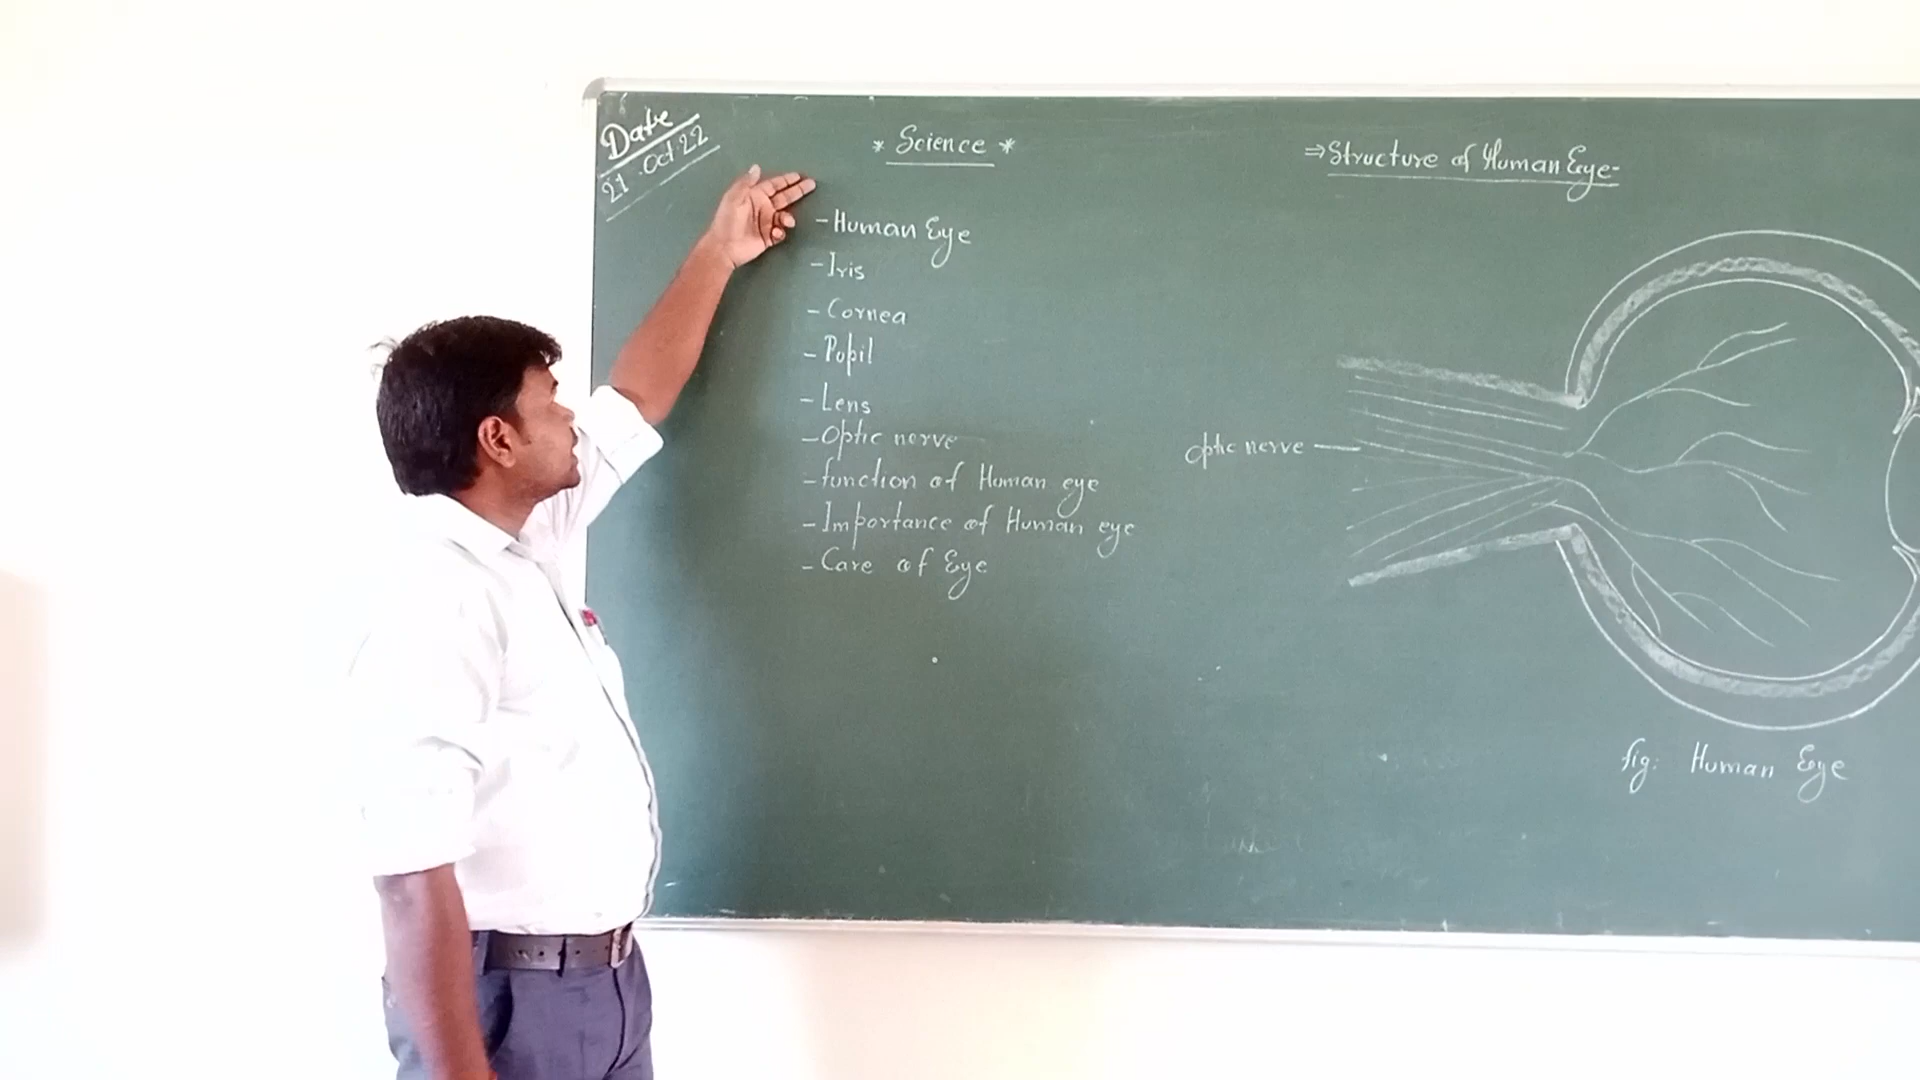 Date
21.Oct.22
* Science *
- Human Eye
- Iris
- Cornea
- Pupil
- Lens
- Optic nerve
- function of Human eye
- Importance of Human eye
- Care of Eye
⇒ Structure of Human Eye-
Optic nerve
fig: Human Eye